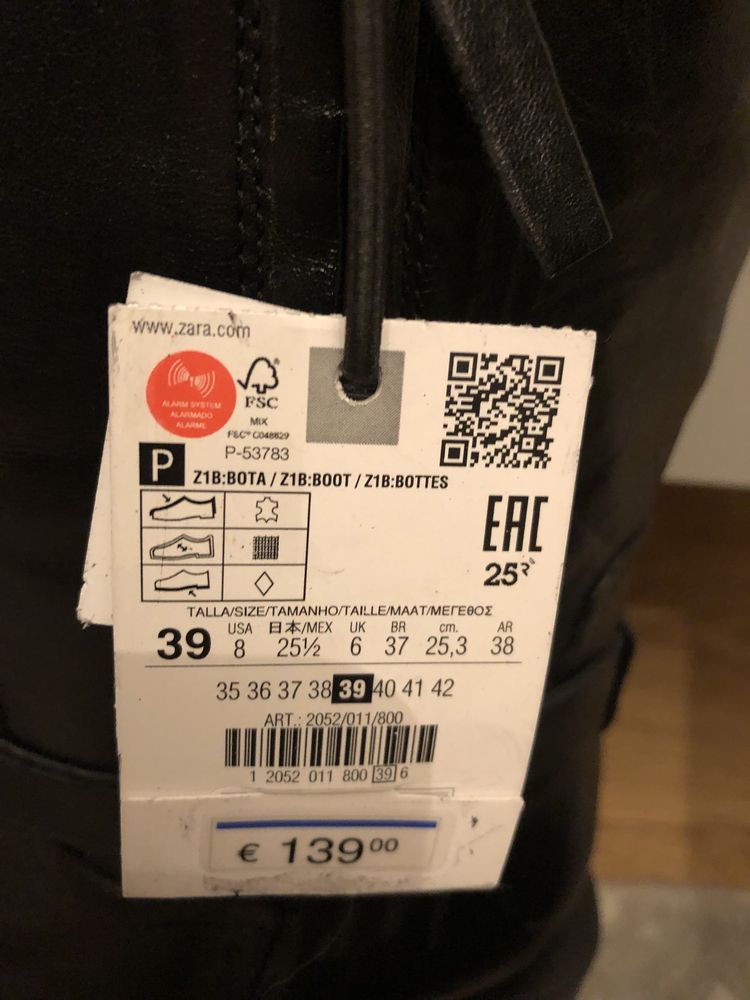 www.zara.com
ALARM SYSTEM
ALARMADO
ALARME
FSC
MIX
FSC® C048629
P-53783
P
Z1B:BOTA / Z1B:BOOT / Z1B:BOTTES
EAC
TALLA/SIZE/TAMANHO/TAILLE/MAAT/ΜΕΓΕΘΟΣ
USA 日本/MEX UK BR cm. AR
39 8 25½ 6 37 25,3 38
35 36 37 38 39 40 41 42
ART.: 2052/011/800
1 2052 011 800 39 6
€ 139⁰⁰